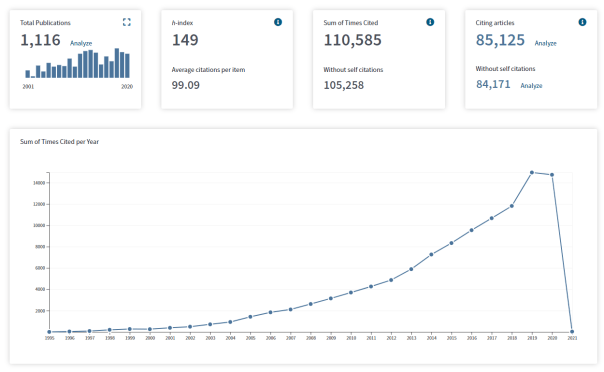 Total Publications
1,116 Analyze
2001 2020
h-index
149
Average citations per item
99.09
Sum of Times Cited
110,585
Without self citations
105,258
Citing articles
85,125 Analyze
Without self citations
84,171 Analyze
Sum of Times Cited per Year
14000
12000
10000
8000
6000
4000
2000
1995 1996 1997 1998 1999 2000 2001 2002 2003 2004 2005 2006 2007 2008 2009 2010 2011 2012 2013 2014 2015 2016 2017 2018 2019 2020 2021